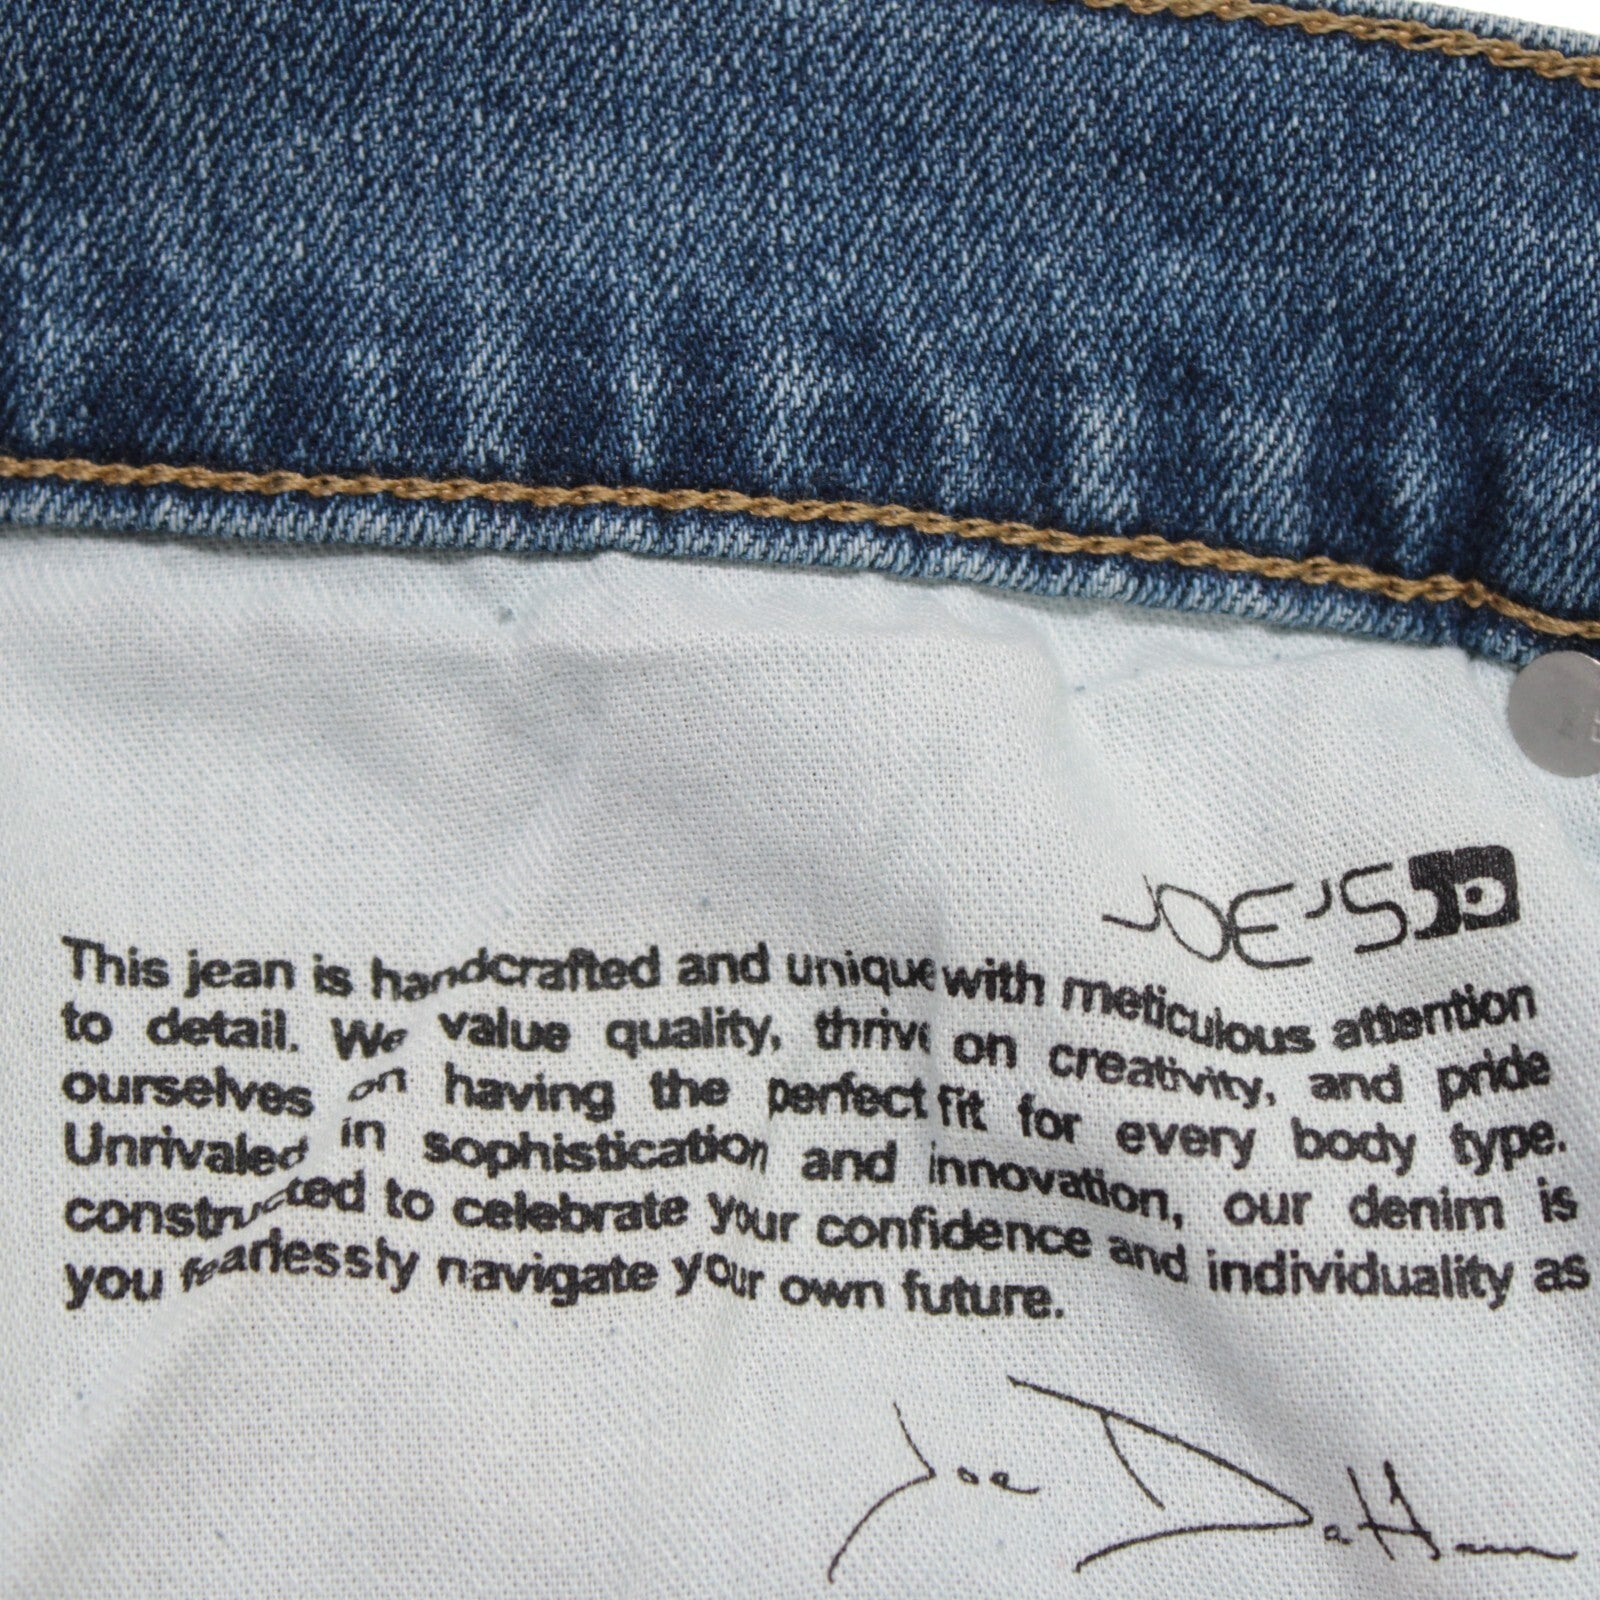 JOE'S
This jean is handcrafted and unique with meticulous attention
to detail. We value quality, thrive on creativity, and pride
ourselves on having the perfect fit for every body type.
Unrivaled in sophistication and innovation, our denim is
constructed to celebrate your confidence and individuality as
you fearlessly navigate your own future.
Joe Dahan